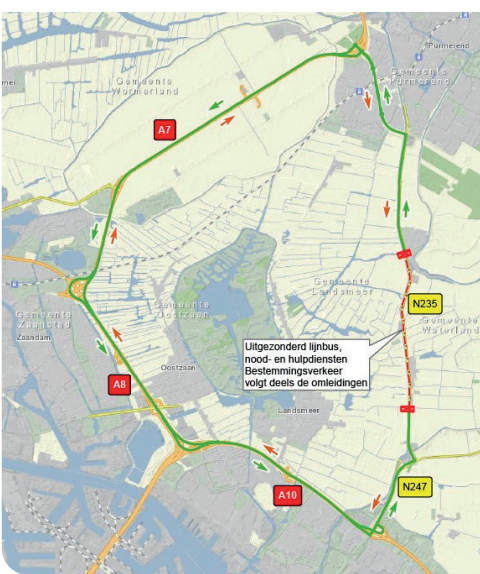 Purmerend
Gemeente
Purmerend
Gemeente
Wormerland
A7
Gemeente
Landsmeer
N235
Gemeente
Waterland
Gemeente
Oostzaan
Gemeente
Zaanstad
Zaandam
Uitgezonderd lijnbus,
nood- en hulpdiensten
Bestemmingsverkeer
volgt deels de omleidingen
Oostzaan
A8
Landsmeer
N247
A10